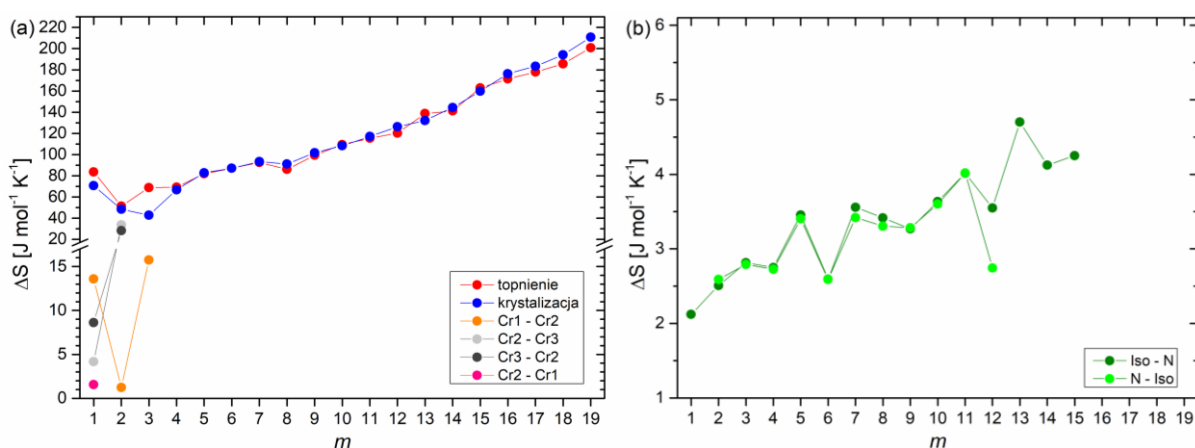 (a)
220
200
180
160
140
120
100
80
60
40
20
15
10
5
0
ΔS [J mol⁻¹ K⁻¹]
1 2 3 4 5 6 7 8 9 10 11 12 13 14 15 16 17 18 19
m
topnienie
krystalizacja
Cr1 - Cr2
Cr2 - Cr3
Cr3 - Cr2
Cr2 - Cr1
(b)
6
5
4
3
2
1
ΔS [J mol⁻¹ K⁻¹]
1 2 3 4 5 6 7 8 9 10 11 12 13 14 15 16 17 18 19
m
Iso - N
N - Iso